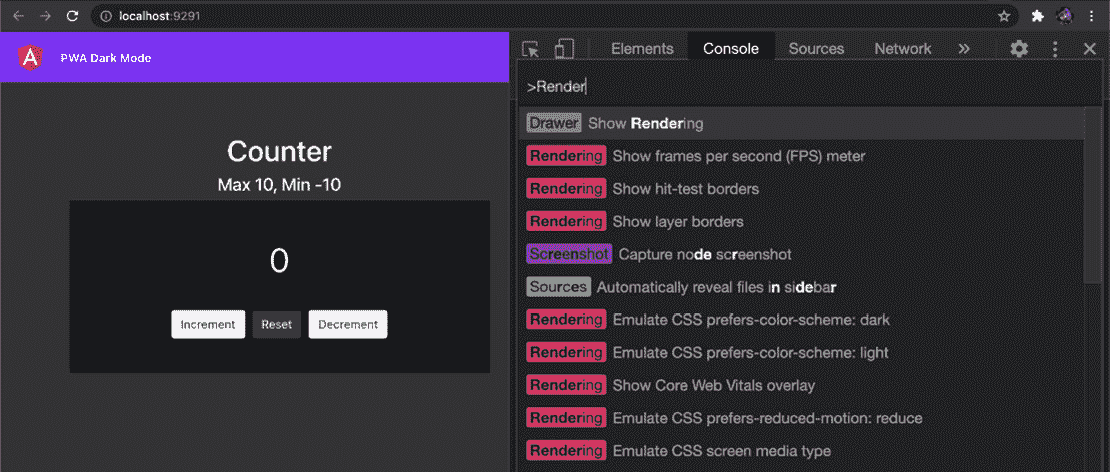 localhost:9291
PWA Dark Mode
Counter
Max 10, Min -10
0
Increment Reset Decrement
Elements Console Sources Network »
>Render
Drawer Show Rendering
Rendering Show frames per second (FPS) meter
Rendering Show hit-test borders
Rendering Show layer borders
Screenshot Capture node screenshot
Sources Automatically reveal files in sidebar
Rendering Emulate CSS prefers-color-scheme: dark
Rendering Emulate CSS prefers-color-scheme: light
Rendering Show Core Web Vitals overlay
Rendering Emulate CSS prefers-reduced-motion: reduce
Rendering Emulate CSS screen media type